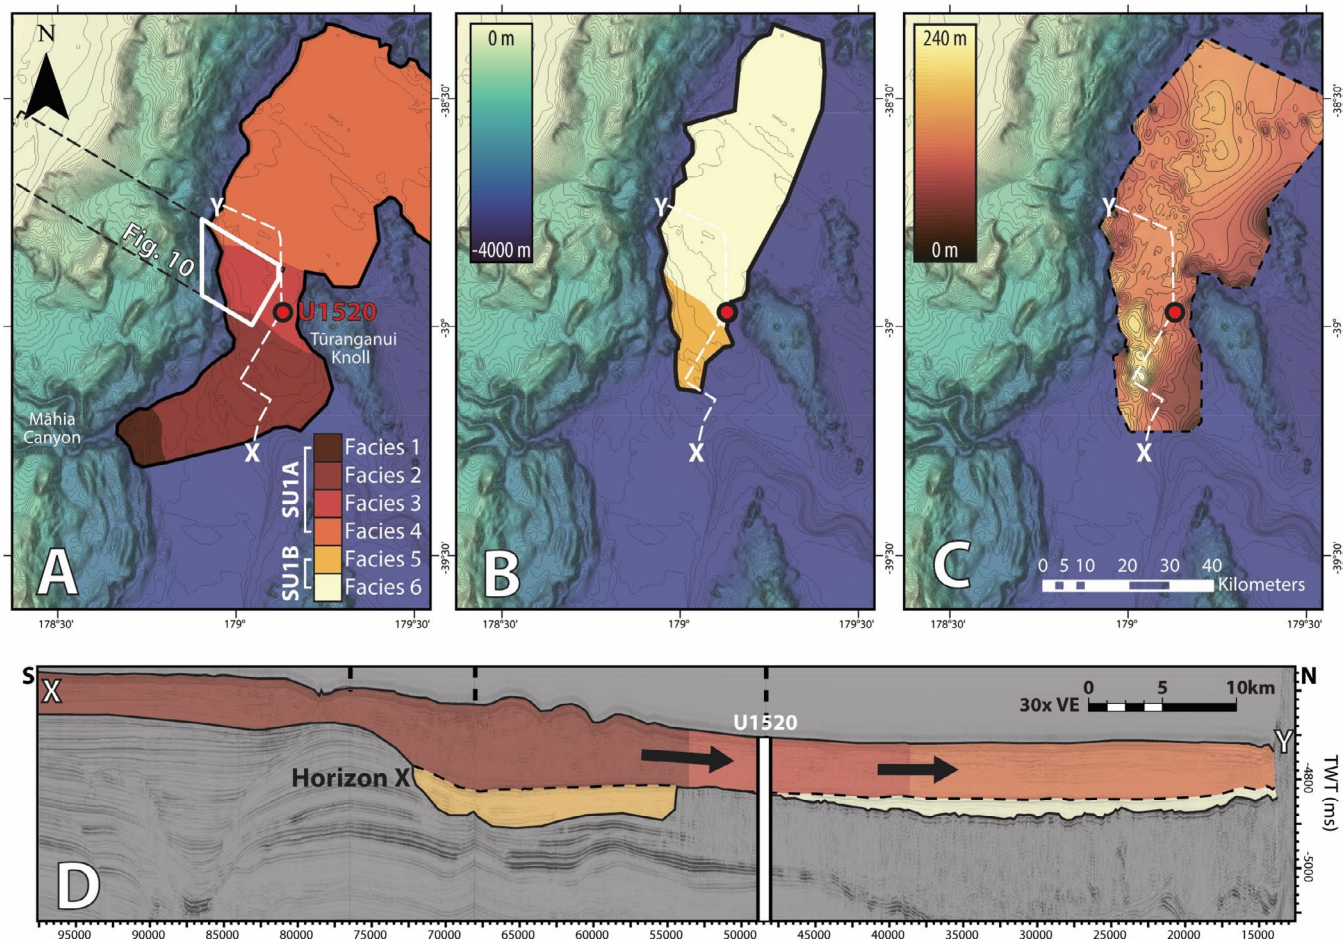 N
Y
Fig. 10
U1520
Tūranganui
Knoll
Māhia
Canyon
X
SU1A
Facies 1
Facies 2
Facies 3
Facies 4
SU1B
Facies 5
Facies 6
A
178°30'
179°
179°30'
0 m
-4000 m
Y
X
B
179°
-38°30'
-39°
-39°30'
240 m
0 m
Y
X
C
0 5 10 20 30 40
Kilometers
178°30'
179°
179°30'
-38°30'
-39°
-39°30'
S
N
X
30x VE
0 5 10km
U1520
Y
Horizon X
D
-4800
TWT (ms)
-5000
95000 90000 85000 80000 75000 70000 65000 60000 55000 50000 45000 40000 35000 30000 25000 20000 15000